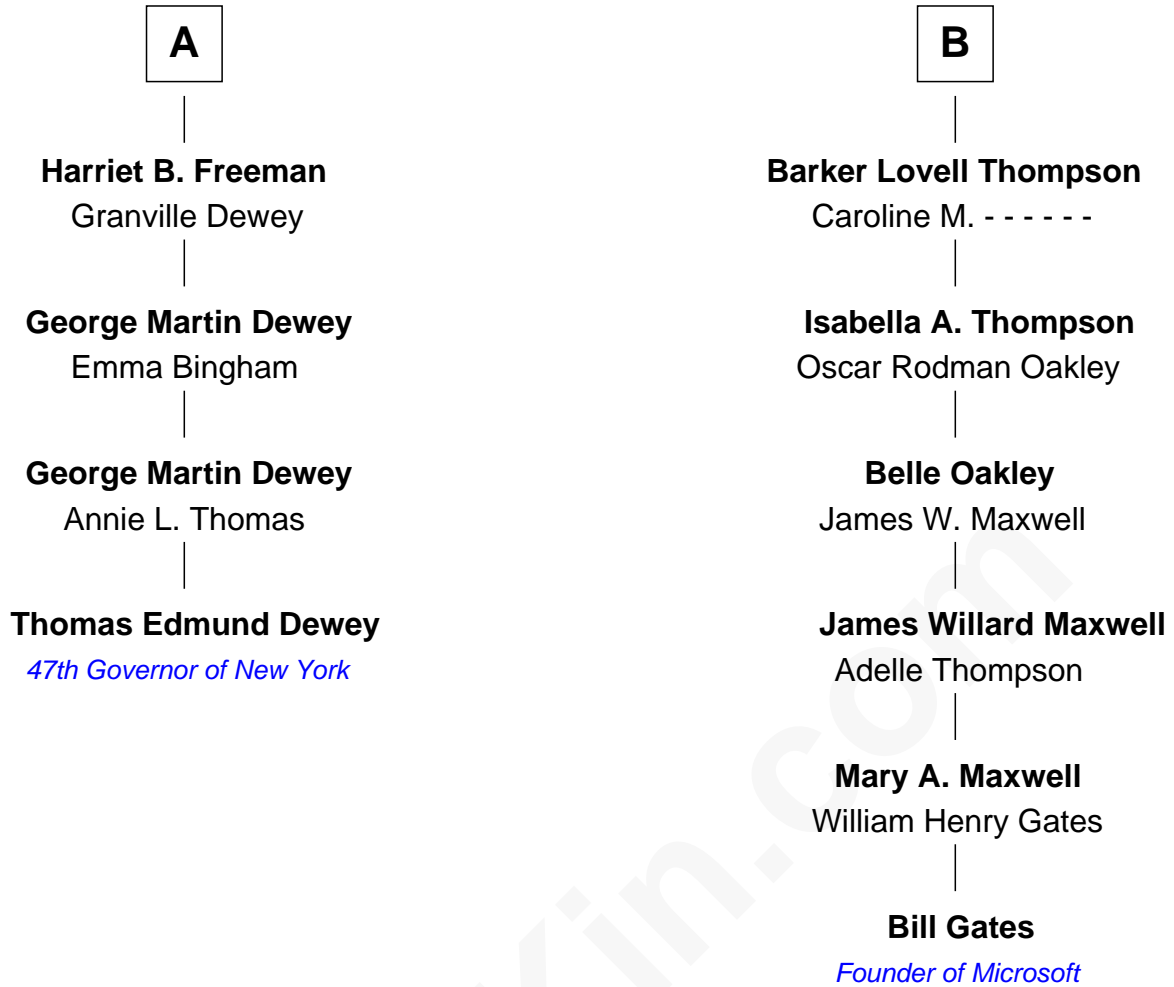 A
Harriet B. Freeman
Granville Dewey
George Martin Dewey
Emma Bingham
George Martin Dewey
Annie L. Thomas
Thomas Edmund Dewey
47th Governor of New York
B
Barker Lovell Thompson
Caroline M. - - - - - -
Isabella A. Thompson
Oscar Rodman Oakley
Belle Oakley
James W. Maxwell
James Willard Maxwell
Adelle Thompson
Mary A. Maxwell
William Henry Gates
Bill Gates
Founder of Microsoft
Kin.com